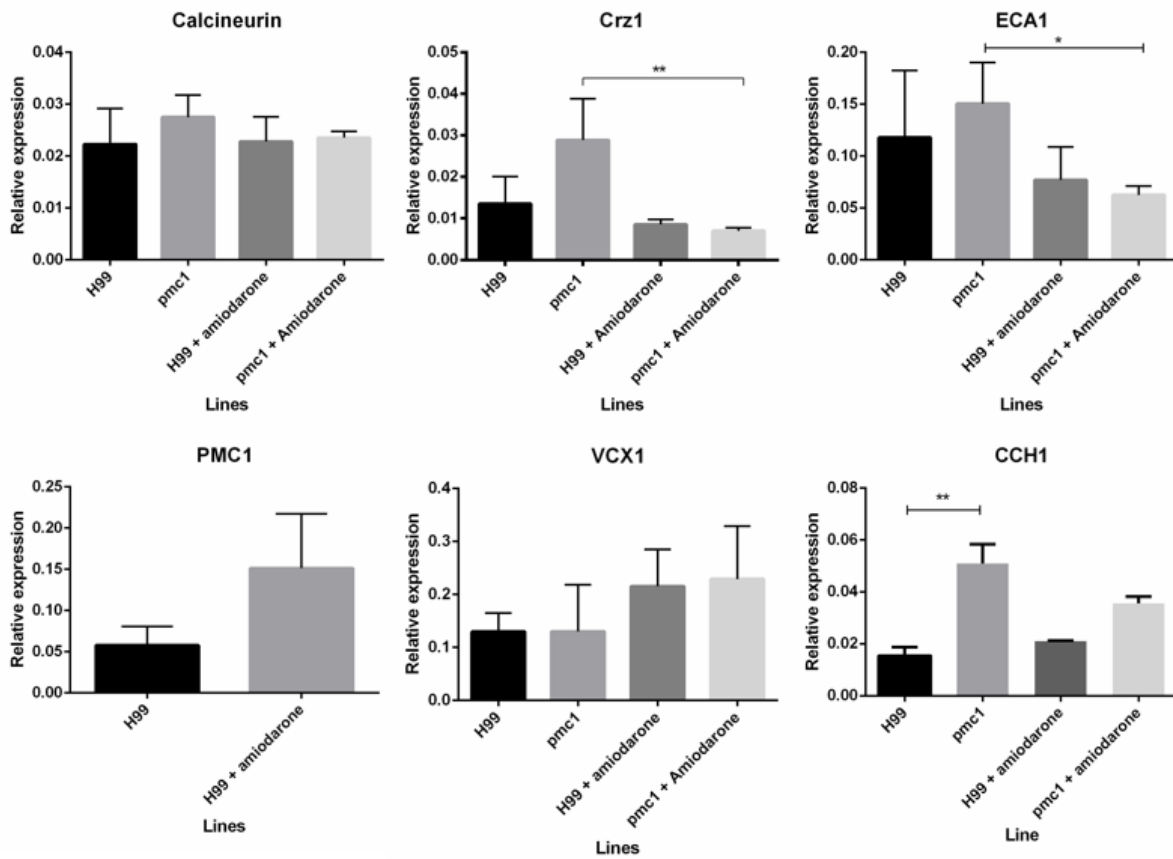 Calcineurin
Relative expression
0.04
0.03
0.02
0.01
0.00
H99
pmc1
H99 + amiodarone
pmc1 + Amiodarone
Lines
Crz1
Relative expression
0.05
0.04
0.03
0.02
0.01
0.00
**
H99
pmc1
H99 + Amiodarone
pmc1 + Amiodarone
Lines
ECA1
Relative expression
0.20
0.15
0.10
0.05
0.00
*
H99
pmc1
H99 + amiodarone
pmc1 + Amiodarone
Lines
PMC1
Relative expression
0.25
0.20
0.15
0.10
0.05
0.00
H99
H99 + amiodarone
Lines
VCX1
Relative expression
0.4
0.3
0.2
0.1
0.0
H99
pmc1
H99 + amiodarone
pmc1 + Amiodarone
Lines
CCH1
Relative expression
0.08
0.06
0.04
0.02
0.00
**
H99
pmc1
H99 + amiodarone
pmc1 + amiodarone
Line